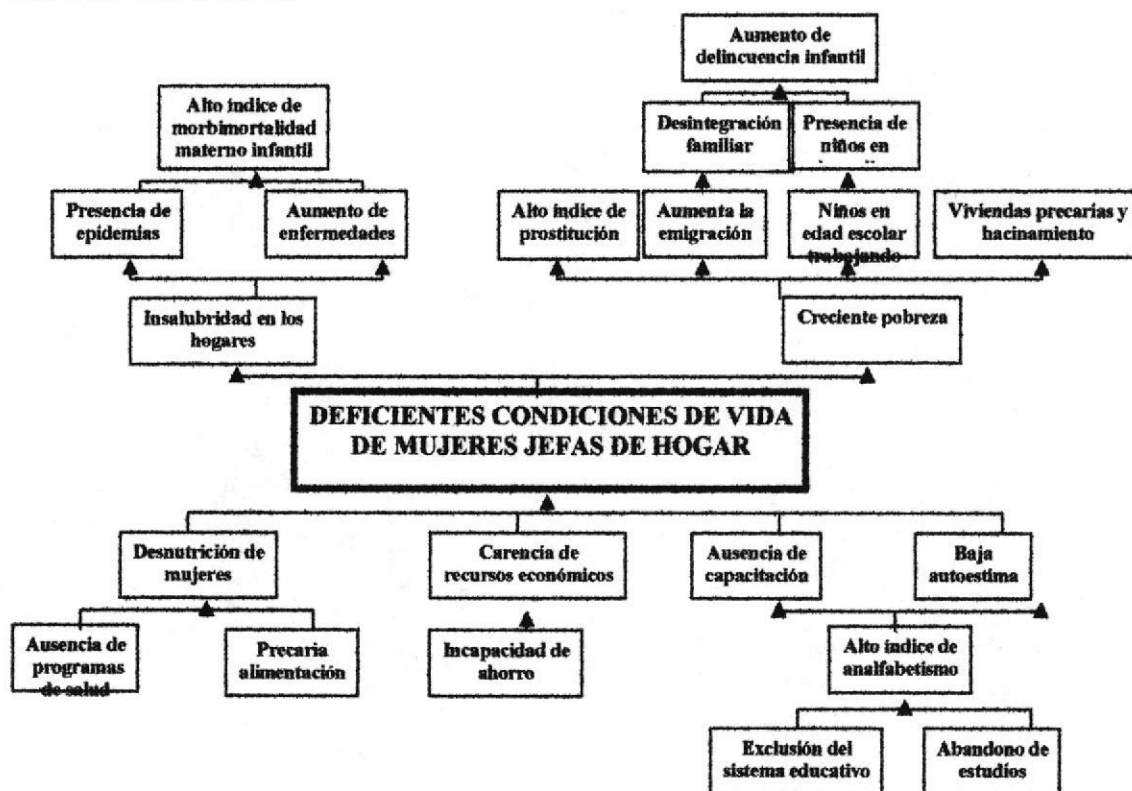 Aumento de
delincuencia infantil
Alto índice de
morbimortalidad
materno infantil
Desintegración
familiar
Presencia de
niños en
Presencia de
epidemias
Aumento de
enfermedades
Alto índice de
prostitución
Aumenta la
emigración
Niños en
edad escolar
trabajando
Viviendas precarias y
hacinamiento
Insalubridad en los
hogares
Creciente pobreza
DEFICIENTES CONDICIONES DE VIDA
DE MUJERES JEFAS DE HOGAR
Desnutrición de
mujeres
Carencia de
recursos económicos
Ausencia de
capacitación
Baja
autoestima
Ausencia de
programas
de salud
Precaria
alimentación
Incapacidad de
ahorro
Alto índice de
analfabetismo
Exclusión del
sistema educativo
Abandono de
estudios